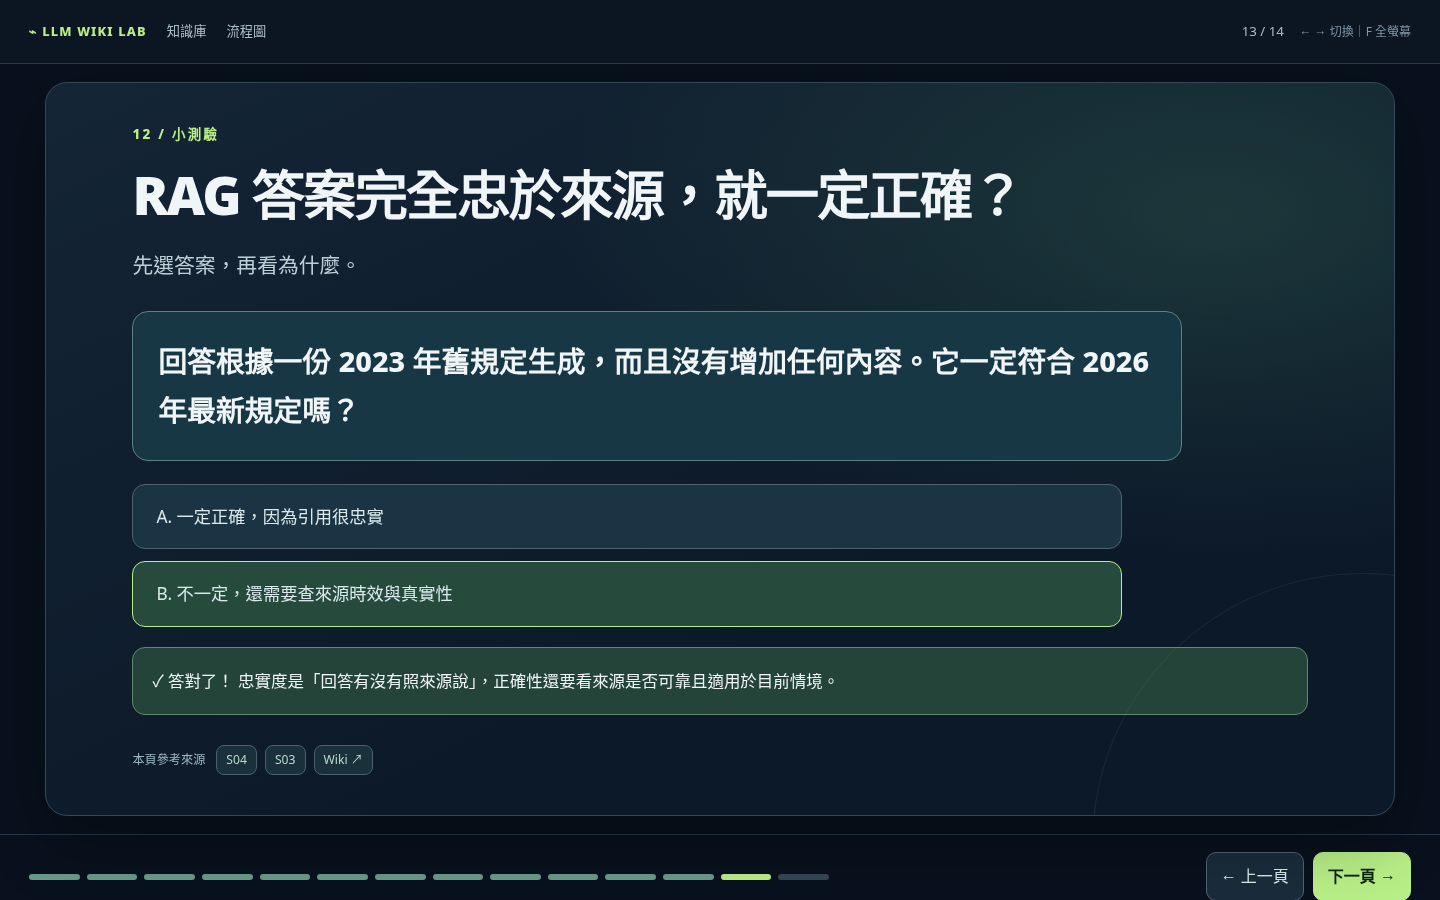 ⌁ LLM WIKI LAB 知識庫 流程圖 13 / 14 ← → 切換｜F 全螢幕
12 / 小測驗
RAG 答案完全忠於來源，就一定正確？
先選答案，再看為什麼。
回答根據一份 2023 年舊規定生成，而且沒有增加任何內容。它一定符合 2026
年最新規定嗎？
A. 一定正確，因為引用很忠實
B. 不一定，還需要查來源時效與真實性
✓ 答對了！ 忠實度是「回答有沒有照來源說」，正確性還要看來源是否可靠且適用於目前情境。
本頁參考來源 S04 S03 Wiki ↗
← 上一頁 下一頁 →